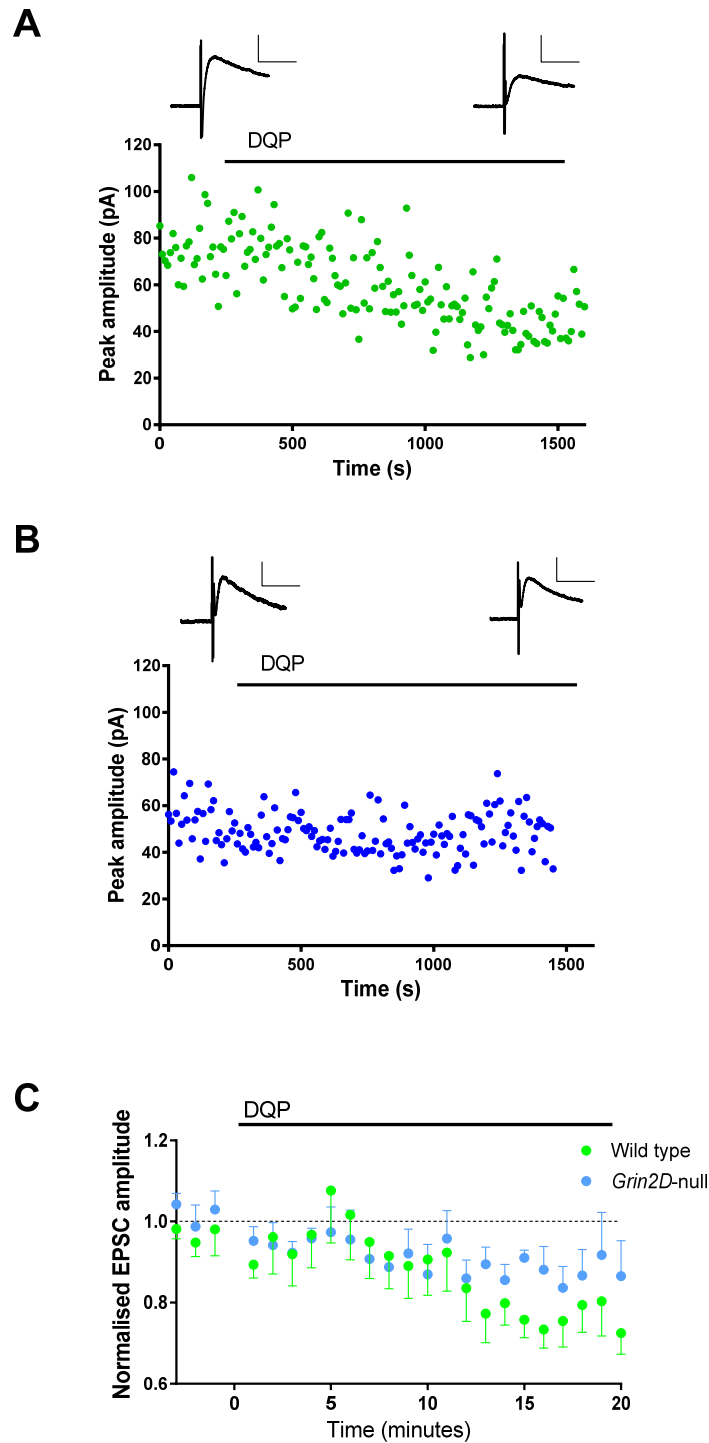 A
DQP
120
100
80
60
40
20
0
Peak amplitude (pA)
0 500 1000 1500
Time (s)
B
DQP
120
100
80
60
40
20
0
Peak amplitude (pA)
0 500 1000 1500
Time (s)
C
DQP
Wild type
Grin2D-null
1.2
1.0
0.8
0.6
Normalised EPSC amplitude
0 5 10 15 20
Time (minutes)